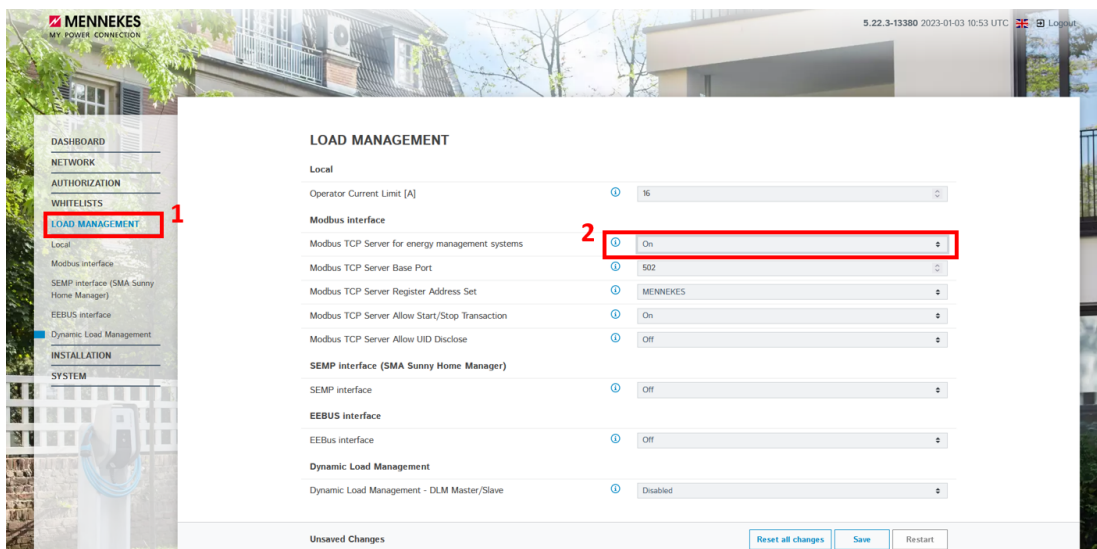 MENNEKES
MY POWER CONNECTION
5.22.3-13380 2023-01-03 10:53 UTC Logout
DASHBOARD
NETWORK
AUTHORIZATION
WHITELISTS
LOAD MANAGEMENT 1
Local
Modbus interface
SEMP interface (SMA Sunny
Home Manager)
EEBUS interface
Dynamic Load Management
INSTALLATION
SYSTEM
LOAD MANAGEMENT
Local
Operator Current Limit [A] 16
Modbus interface
Modbus TCP Server for energy management systems 2 On
Modbus TCP Server Base Port 502
Modbus TCP Server Register Address Set MENNEKES
Modbus TCP Server Allow Start/Stop Transaction On
Modbus TCP Server Allow UID Disclose Off
SEMP interface (SMA Sunny Home Manager)
SEMP interface Off
EEBUS interface
EEBus interface Off
Dynamic Load Management
Dynamic Load Management - DLM Master/Slave Disabled
Unsaved Changes Reset all changes Save Restart